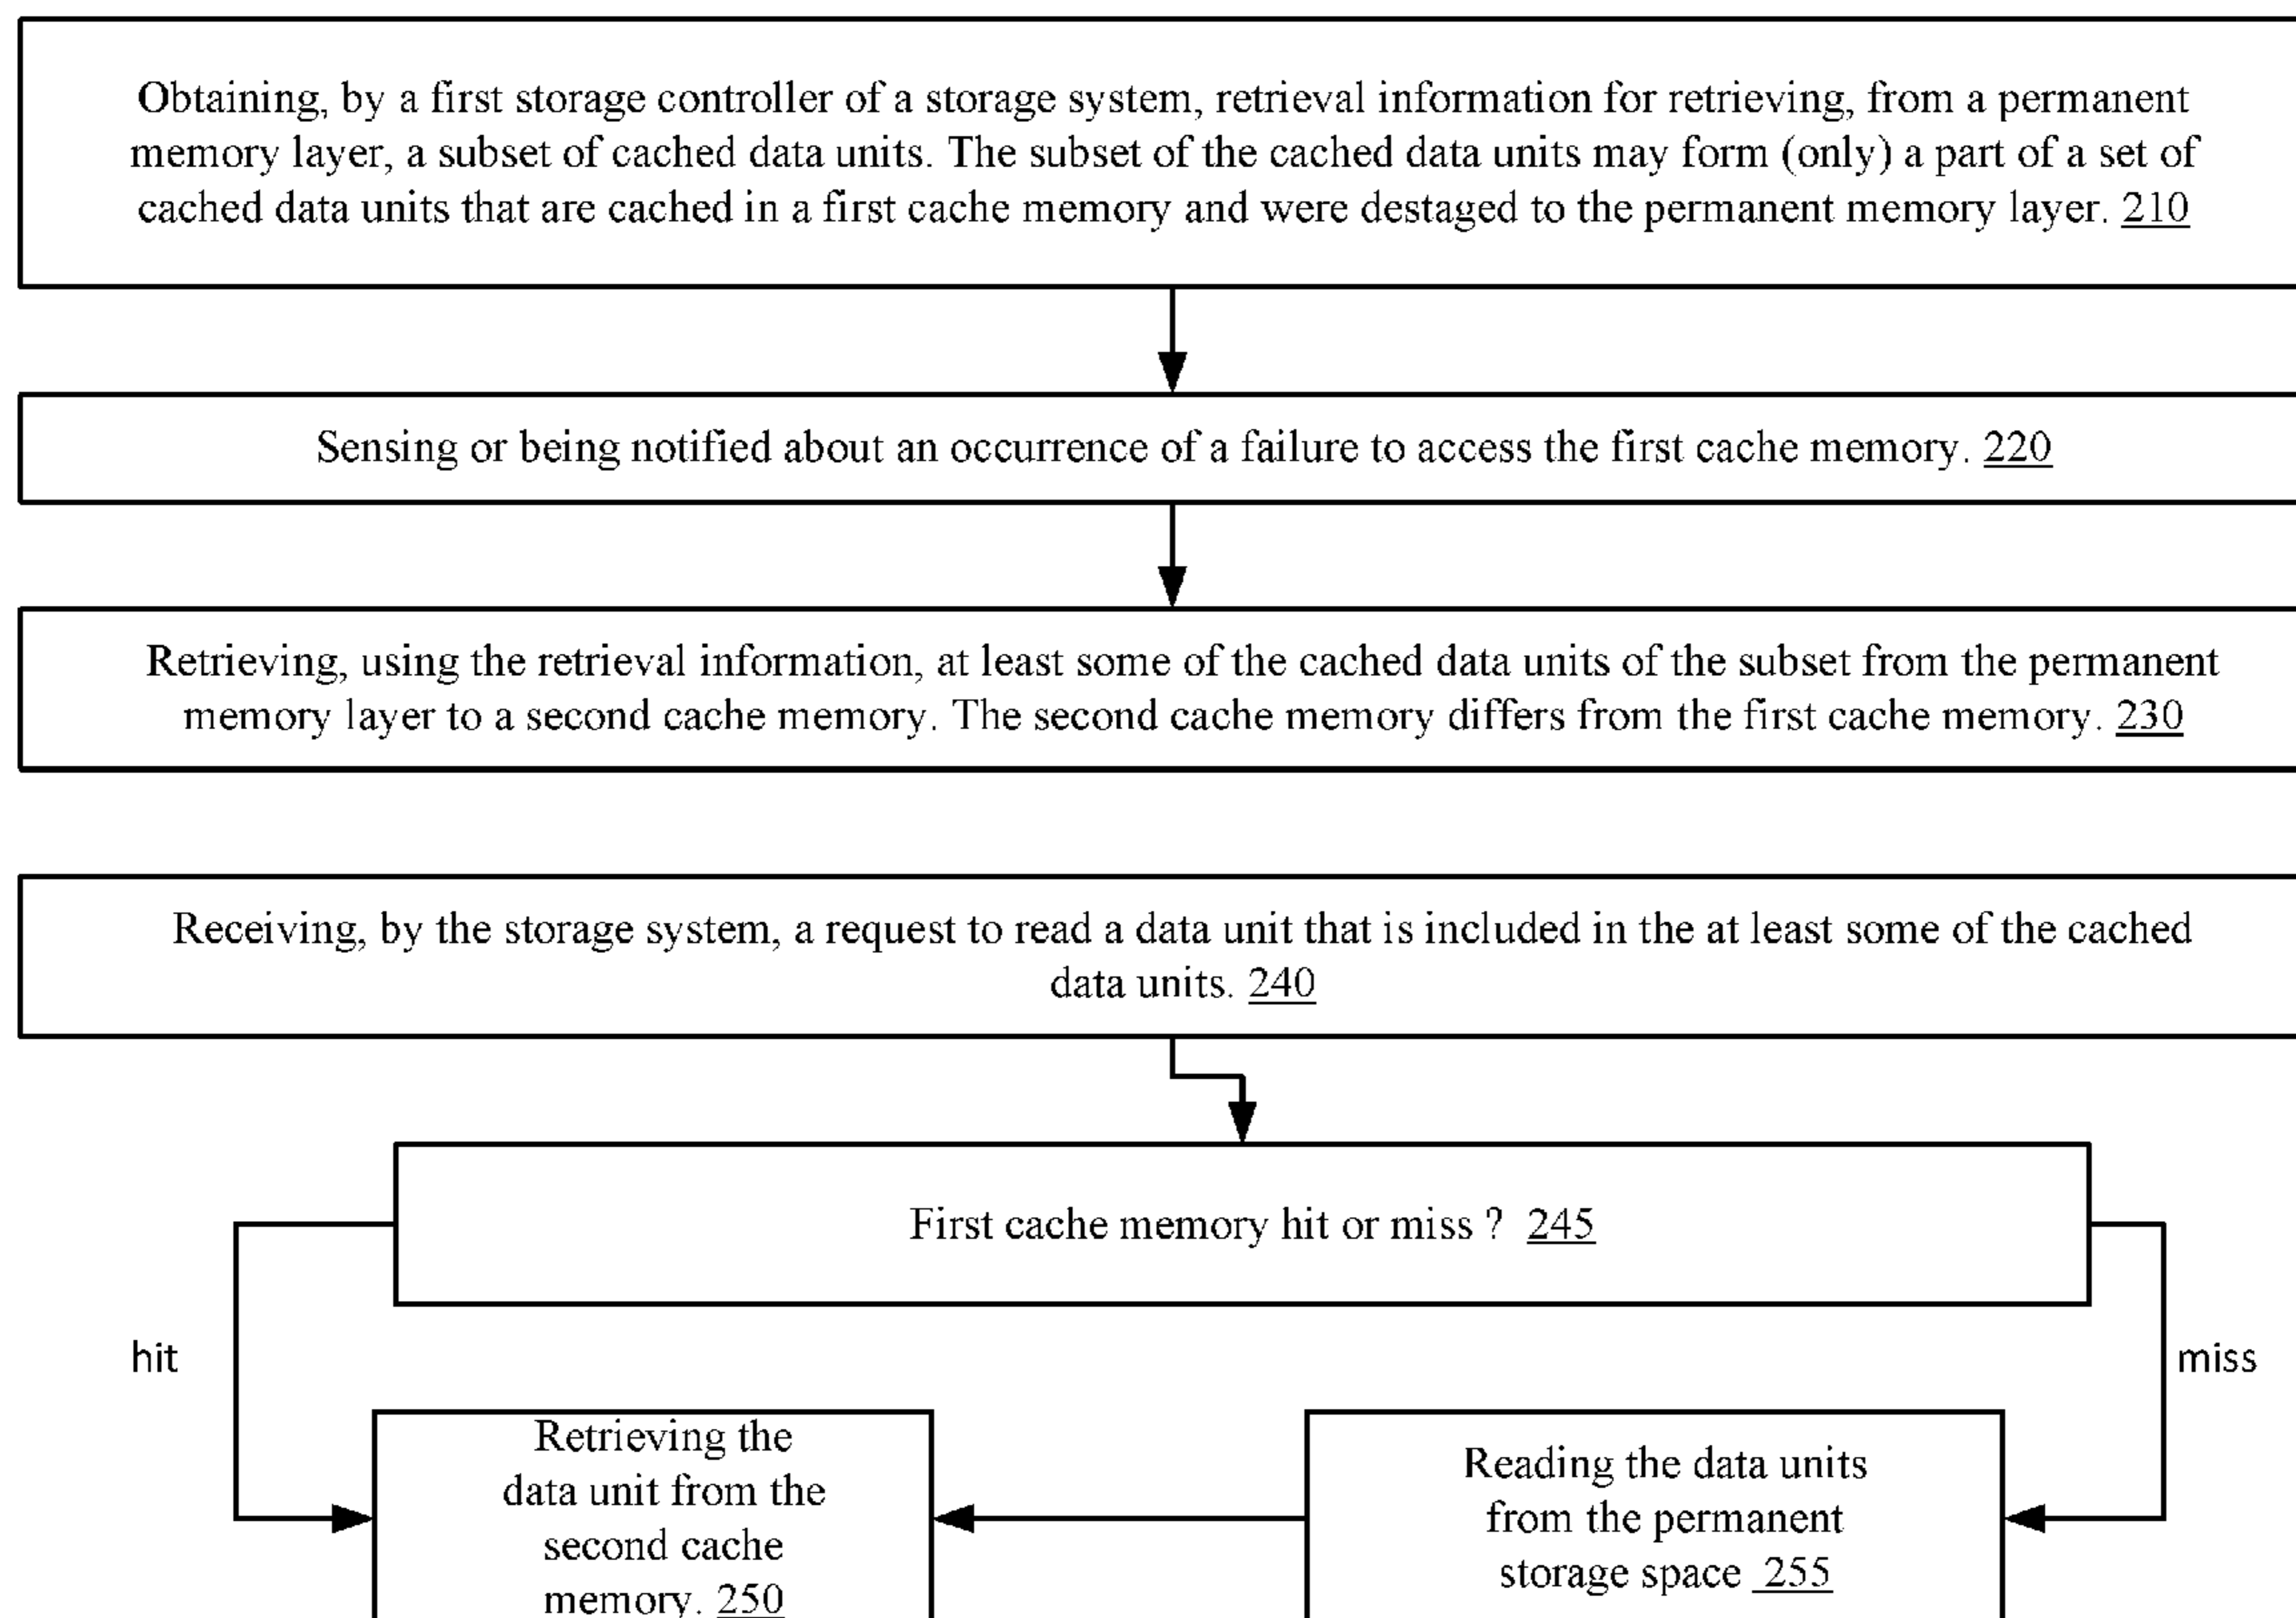 Obtaining, by a first storage controller of a storage system, retrieval information for retrieving, from a permanent
memory layer, a subset of cached data units. The subset of the cached data units may form (only) a part of a set of
cached data units that are cached in a first cache memory and were destaged to the permanent memory layer. 210
Sensing or being notified about an occurrence of a failure to access the first cache memory. 220
Retrieving, using the retrieval information, at least some of the cached data units of the subset from the permanent
memory layer to a second cache memory. The second cache memory differs from the first cache memory. 230
Receiving, by the storage system, a request to read a data unit that is included in the at least some of the cached
data units. 240
First cache memory hit or miss ? 245
hit
miss
Retrieving the
data unit from the
second cache
memory. 250
Reading the data units
from the permanent
storage space 255